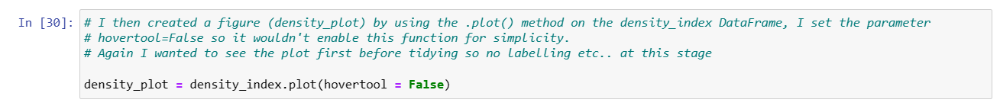 In [30]: # I then created a figure (density_plot) by using the .plot() method on the density_index DataFrame, I set the parameter
# hovertool=False so it wouldn't enable this function for simplicity.
# Again I wanted to see the plot first before tidying so no labelling etc.. at this stage
density_plot = density_index.plot(hovertool = False)